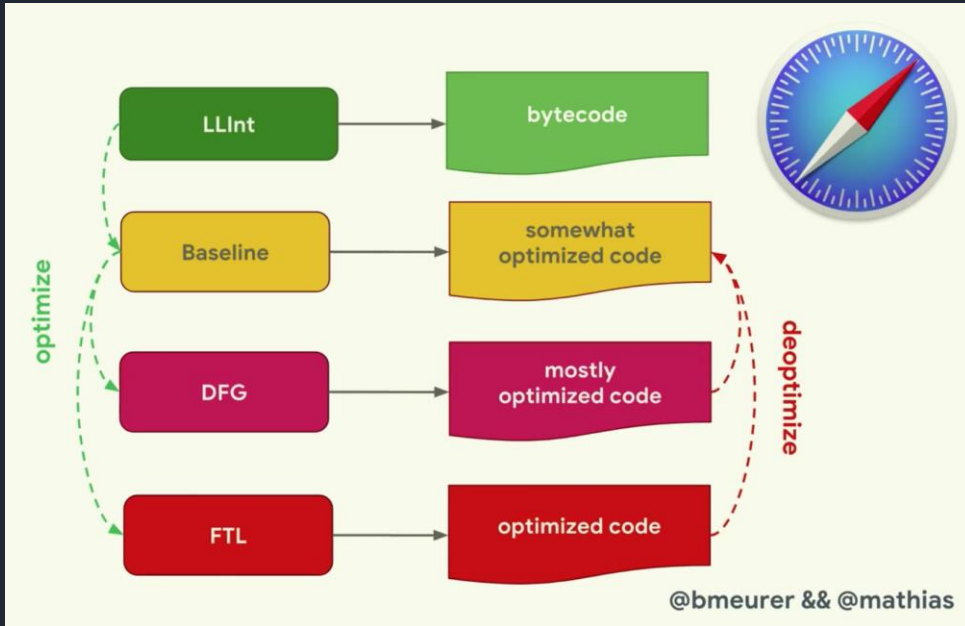 LLInt
bytecode
Baseline
somewhat
optimized code
optimize
deoptimize
DFG
mostly
optimized code
FTL
optimized code
@bmeurer && @mathias